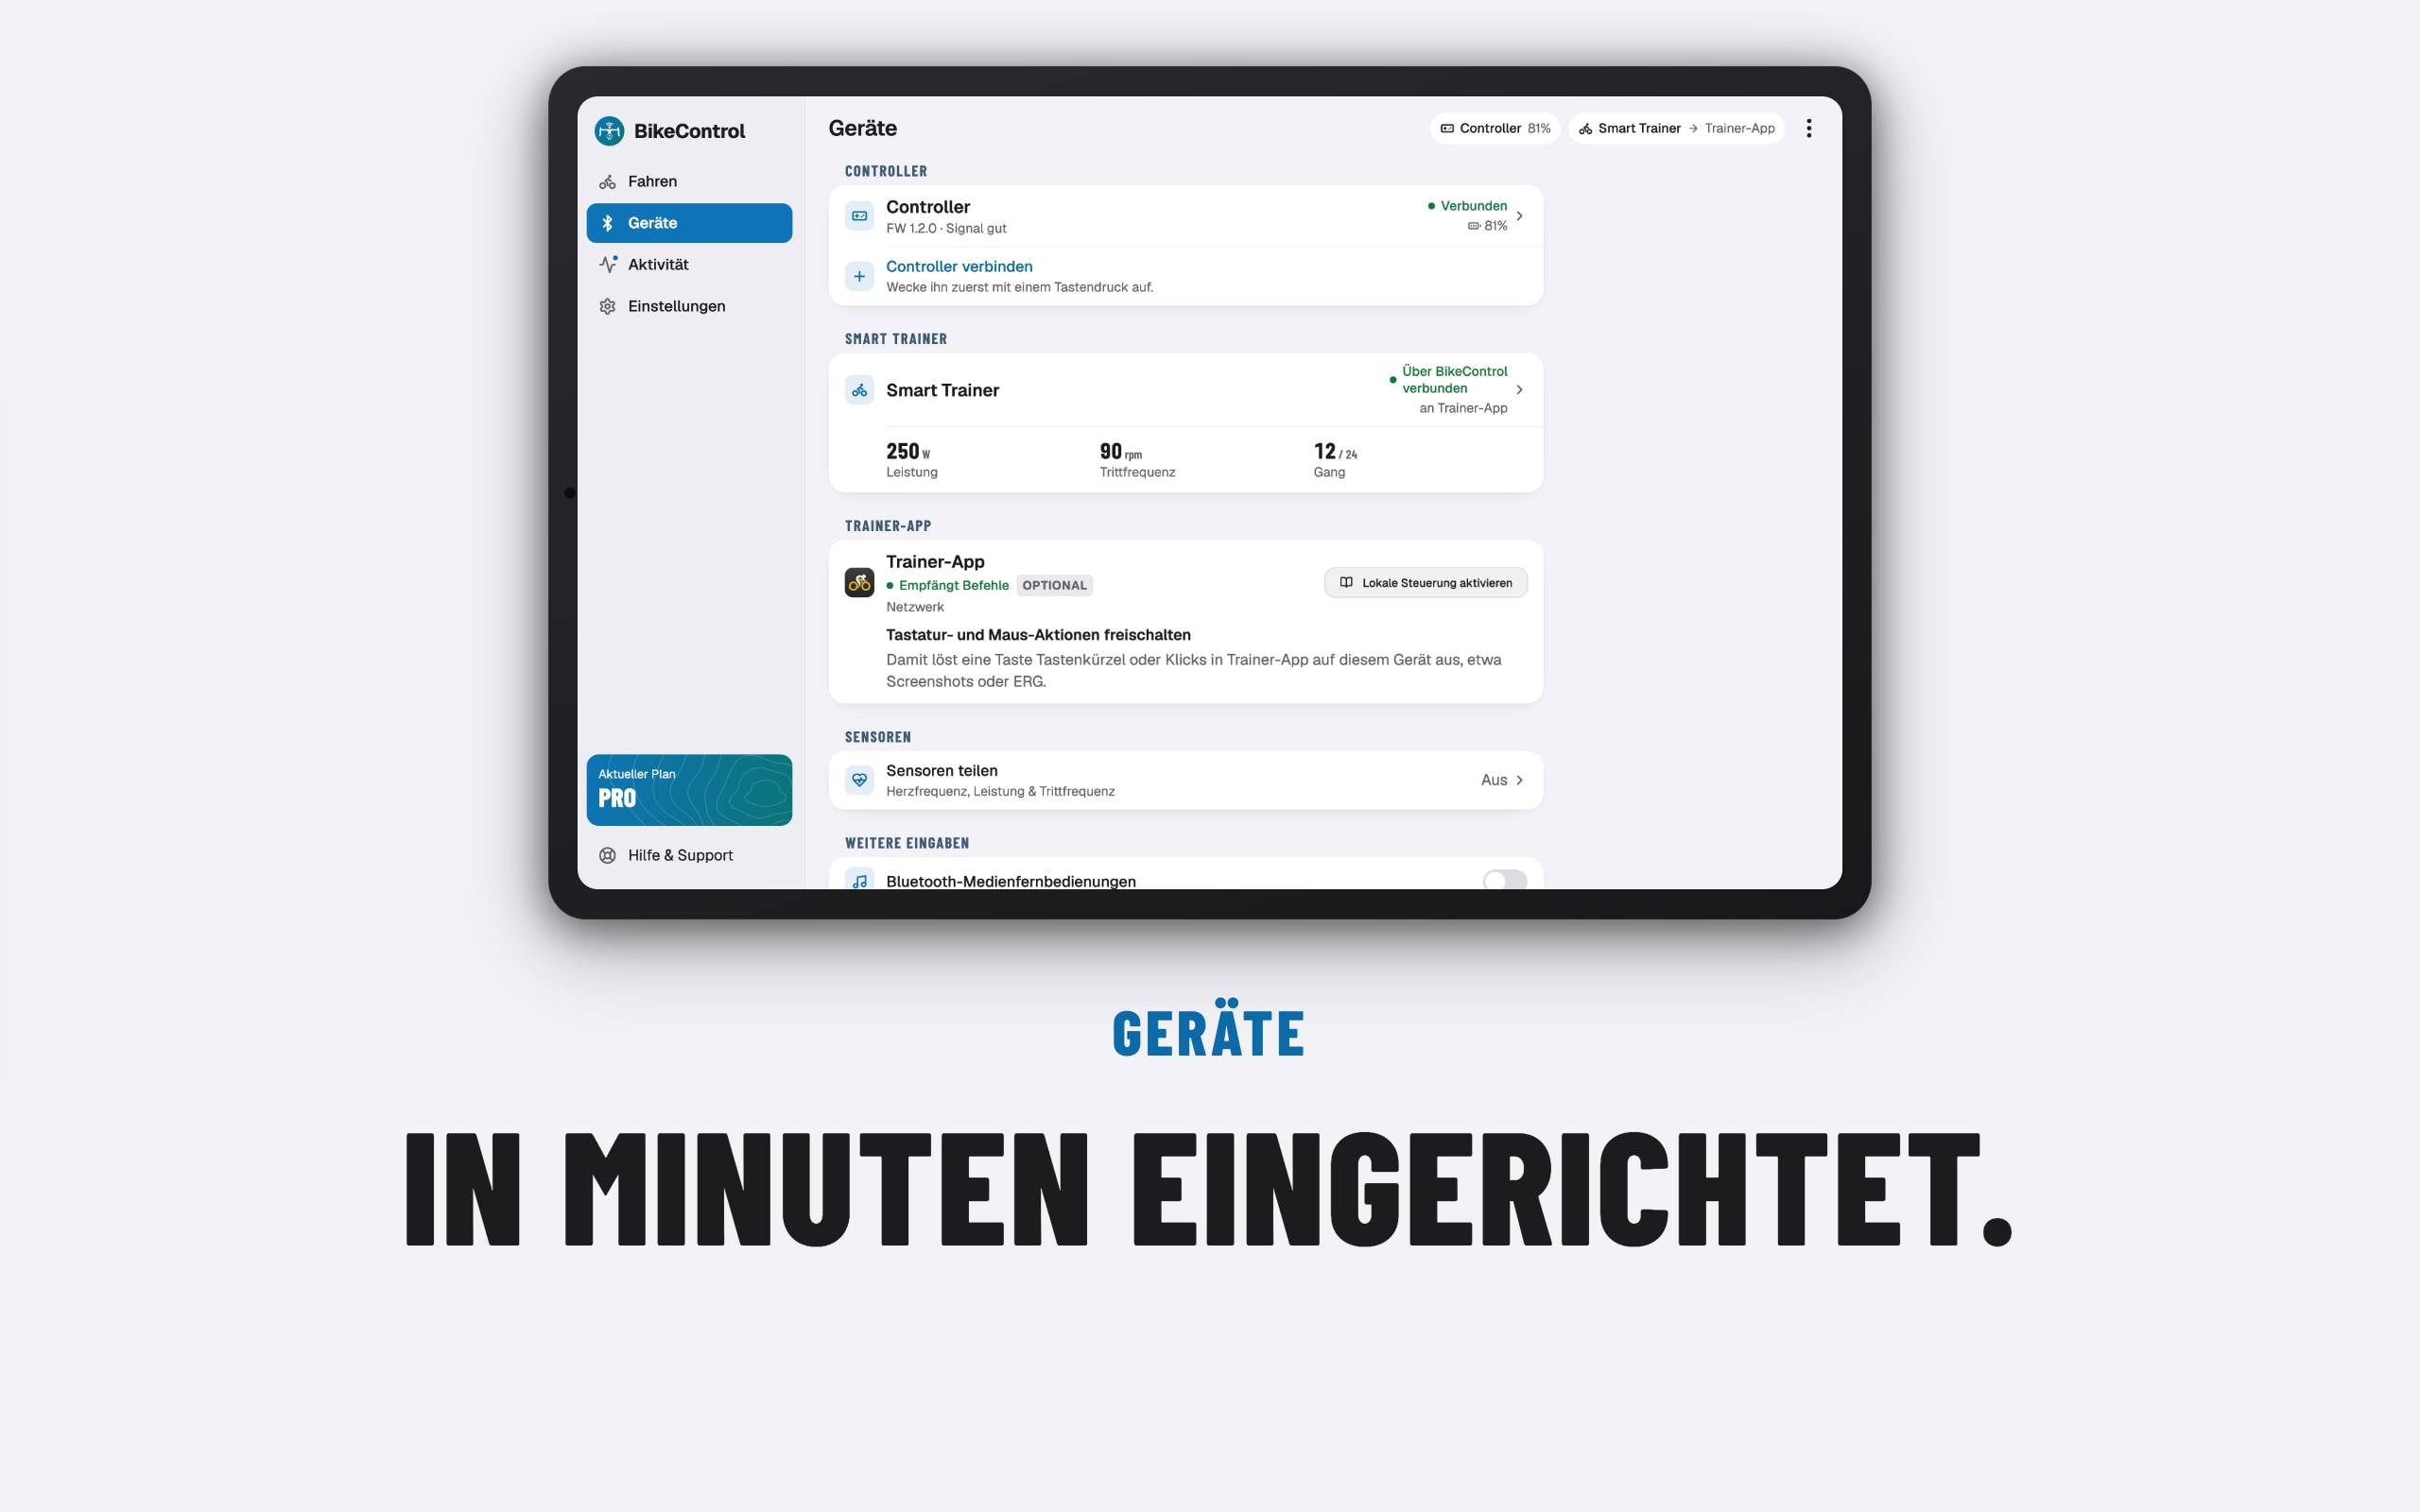 BikeControl
Fahren
Geräte
Aktivität
Einstellungen
Aktueller Plan
PRO
Hilfe & Support
Geräte
Controller 81%
Smart Trainer → Trainer-App
CONTROLLER
Controller
FW 1.2.0 · Signal gut
Verbunden
81%
Controller verbinden
Wecke ihn zuerst mit einem Tastendruck auf.
SMART TRAINER
Smart Trainer
Über BikeControl
verbunden
an Trainer-App
250 W
Leistung
90 rpm
Trittfrequenz
12 / 24
Gang
TRAINER-APP
Trainer-App
Empfängt Befehle OPTIONAL
Netzwerk
Lokale Steuerung aktivieren
Tastatur- und Maus-Aktionen freischalten
Damit löst eine Taste Tastenkürzel oder Klicks in Trainer-App auf diesem Gerät aus, etwa
Screenshots oder ERG.
SENSOREN
Sensoren teilen
Herzfrequenz, Leistung & Trittfrequenz
Aus
WEITERE EINGABEN
Bluetooth-Medienfernbedienungen
GERÄTE
IN MINUTEN EINGERICHTET.